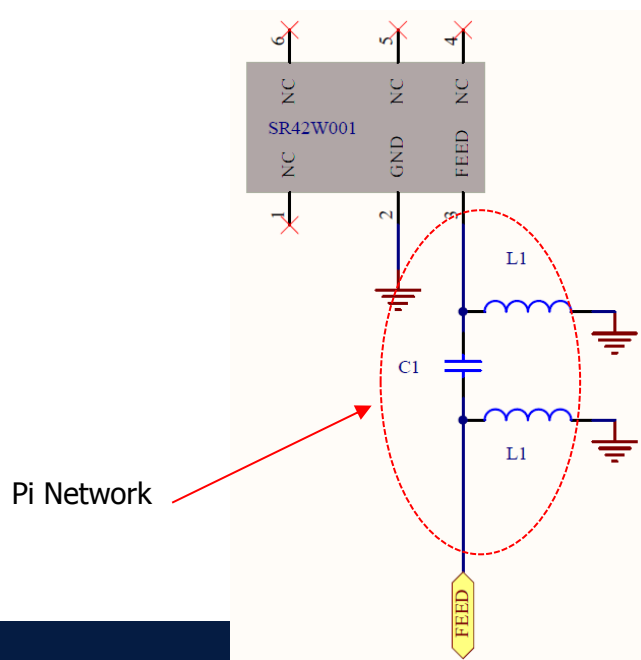 6
5
4
NC
NC
NC
SR42W001
NC
GND
FEED
1
2
3
L1
C1
L1
Pi Network
FEED